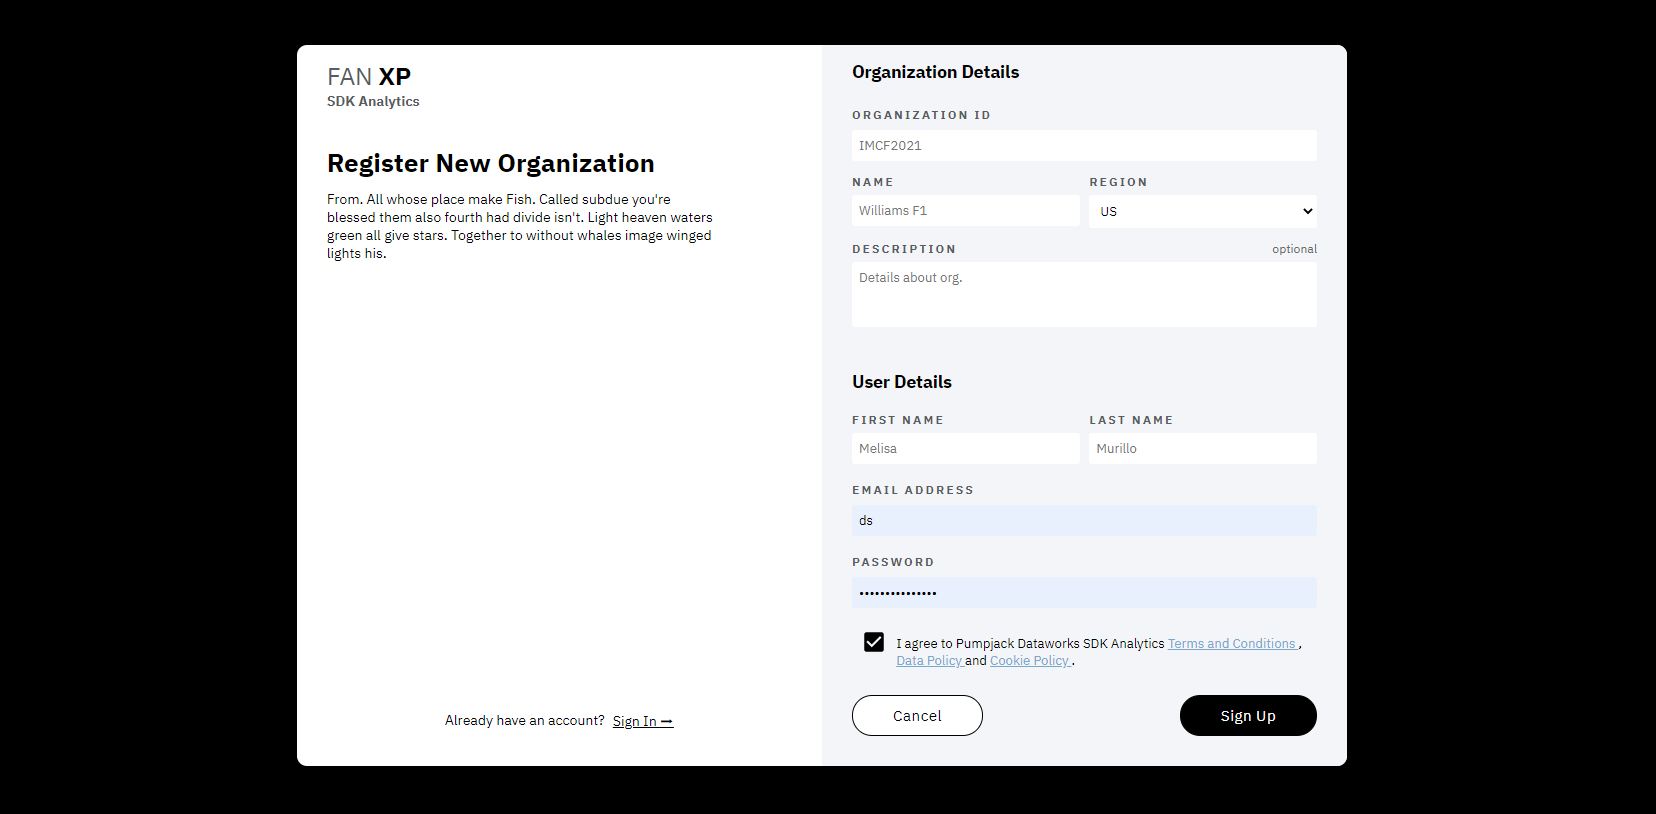 FAN XP
SDK Analytics
Register New Organization
From. All whose place make Fish. Called subdue you're
blessed them also fourth had divide isn't. Light heaven waters
green all give stars. Together to without whales image winged
lights his.
Already have an account? Sign In →
Organization Details
ORGANIZATION ID
IMCF2021
NAME REGION
Williams F1 US
DESCRIPTION optional
Details about org.
User Details
FIRST NAME LAST NAME
Melisa Murillo
EMAIL ADDRESS
ds
PASSWORD
•••••••••••••••
I agree to Pumpjack Dataworks SDK Analytics Terms and Conditions ,
Data Policy and Cookie Policy .
Cancel Sign Up